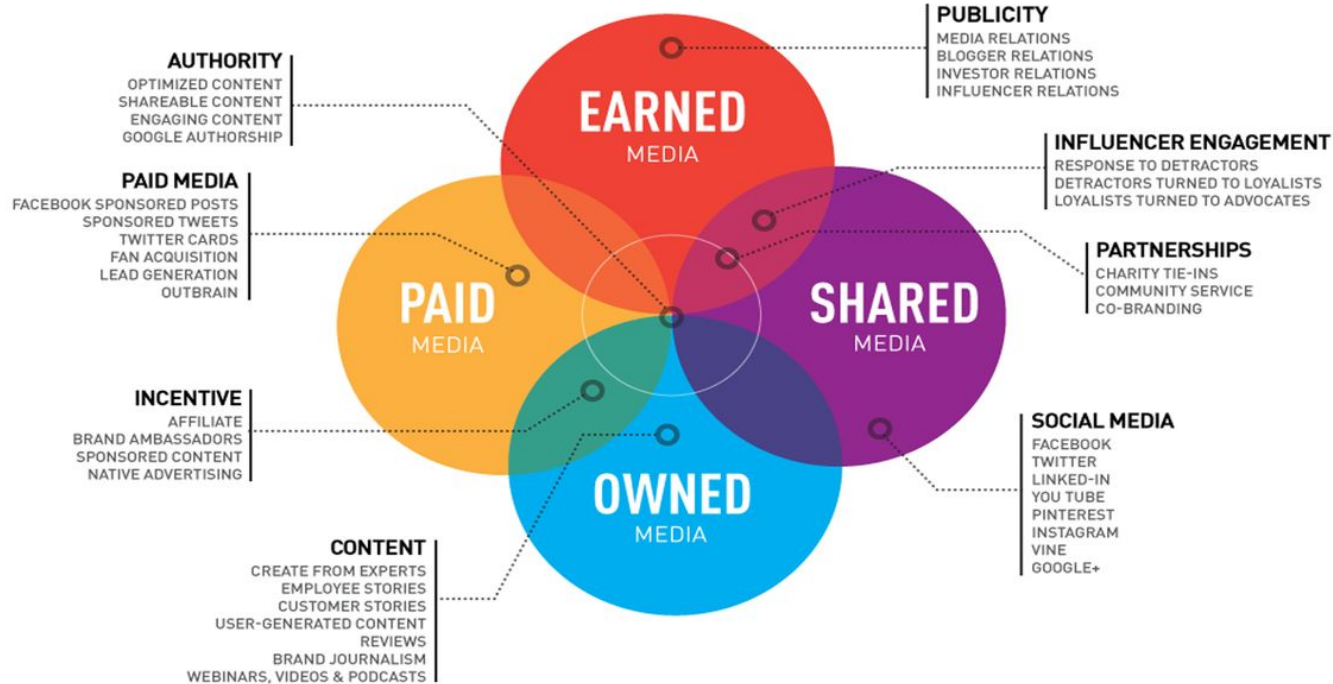 PUBLICITY
MEDIA RELATIONS
BLOGGER RELATIONS
INVESTOR RELATIONS
INFLUENCER RELATIONS
AUTHORITY
OPTIMIZED CONTENT
SHAREABLE CONTENT
ENGAGING CONTENT
GOOGLE AUTHORSHIP
EARNED
MEDIA
INFLUENCER ENGAGEMENT
RESPONSE TO DETRACTORS
DETRACTORS TURNED TO LOYALISTS
LOYALISTS TURNED TO ADVOCATES
PAID MEDIA
FACEBOOK SPONSORED POSTS
SPONSORED TWEETS
TWITTER CARDS
FAN ACQUISITION
LEAD GENERATION
OUTBRAIN
PARTNERSHIPS
CHARITY TIE-INS
COMMUNITY SERVICE
CO-BRANDING
PAID
MEDIA
SHARED
MEDIA
INCENTIVE
AFFILIATE
BRAND AMBASSADORS
SPONSORED CONTENT
NATIVE ADVERTISING
SOCIAL MEDIA
FACEBOOK
TWITTER
LINKED-IN
YOU TUBE
PINTEREST
INSTAGRAM
VINE
GOOGLE+
OWNED
MEDIA
CONTENT
CREATE FROM EXPERTS
EMPLOYEE STORIES
CUSTOMER STORIES
USER-GENERATED CONTENT
REVIEWS
BRAND JOURNALISM
WEBINARS, VIDEOS & PODCASTS